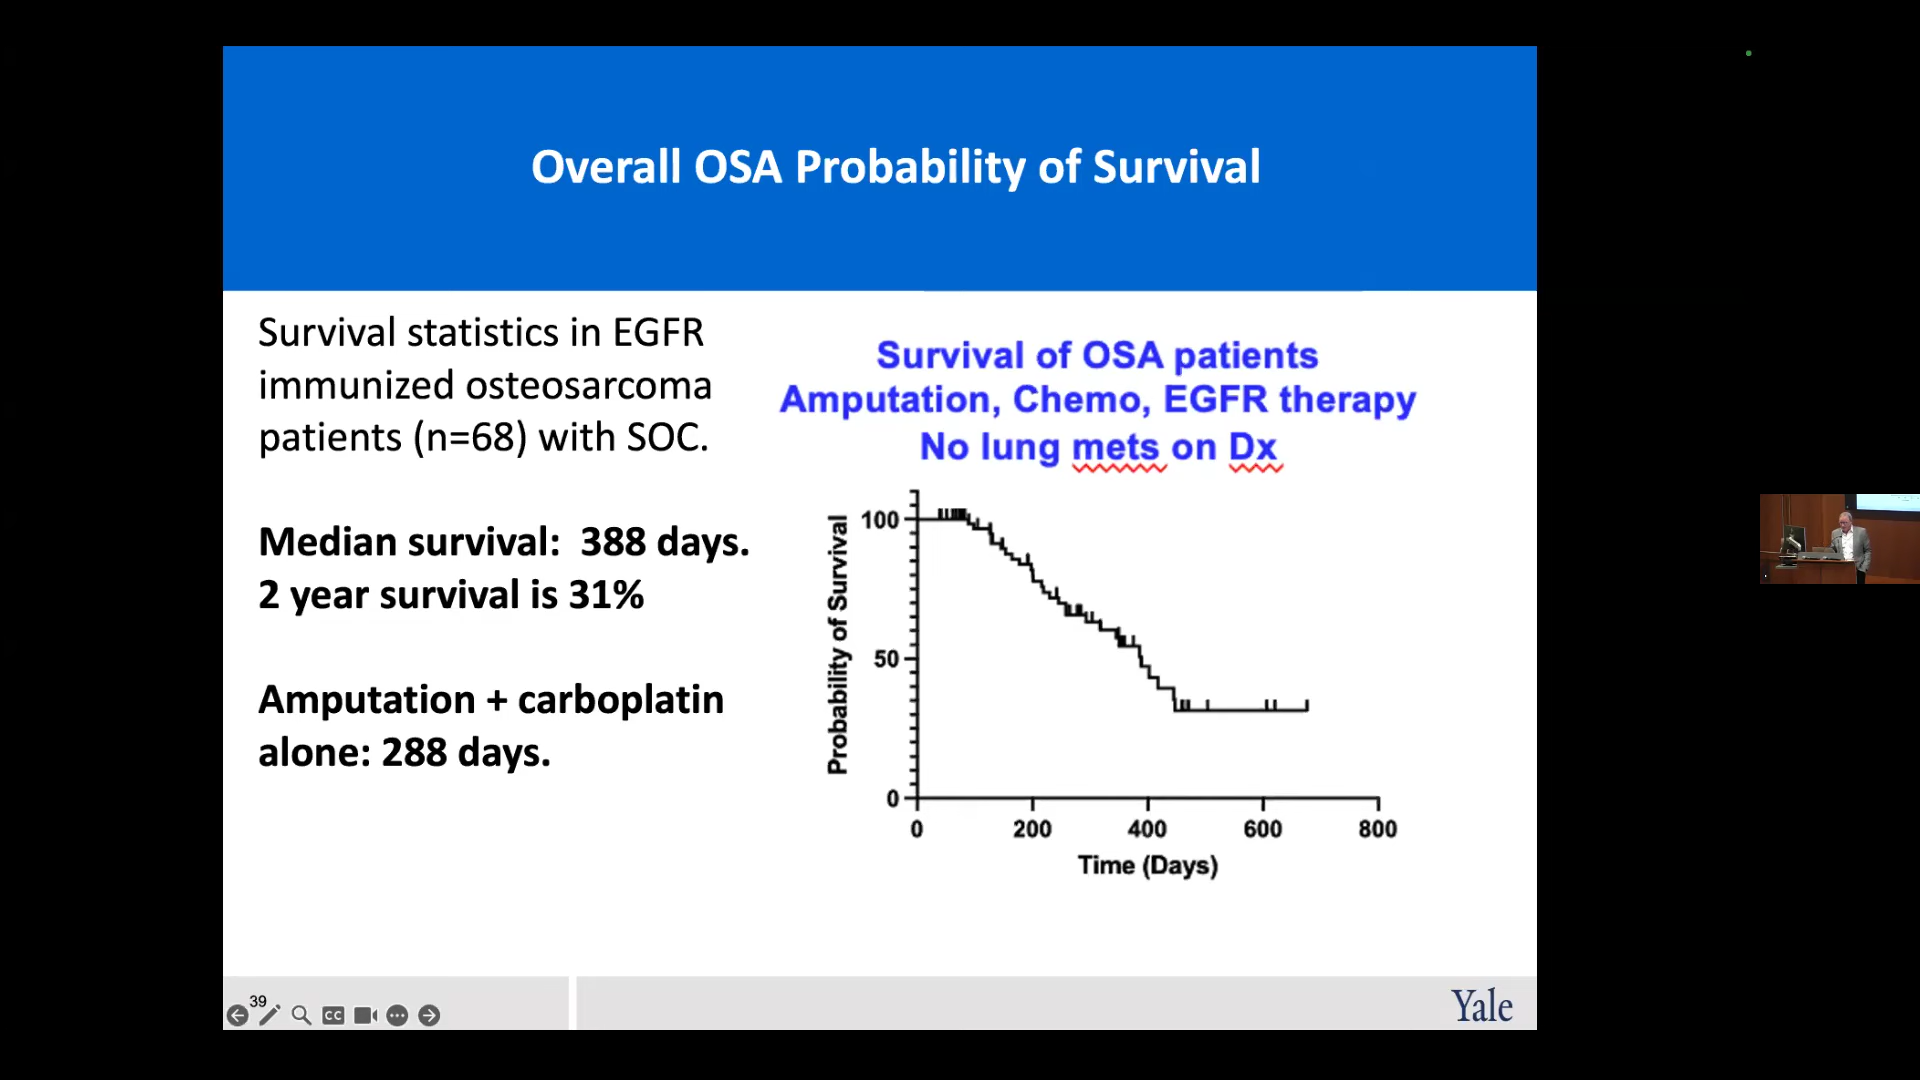 Overall OSA Probability of Survival
Survival statistics in EGFR
immunized osteosarcoma
patients (n=68) with SOC.
Median survival:  388 days.
2 year survival is 31%
Amputation + carboplatin
alone: 288 days.
Survival of OSA patients
Amputation, Chemo, EGFR therapy
No lung mets on Dx
Probability of Survival
100
50
0
0 200 400 600 800
Time (Days)
39
CC
Yale